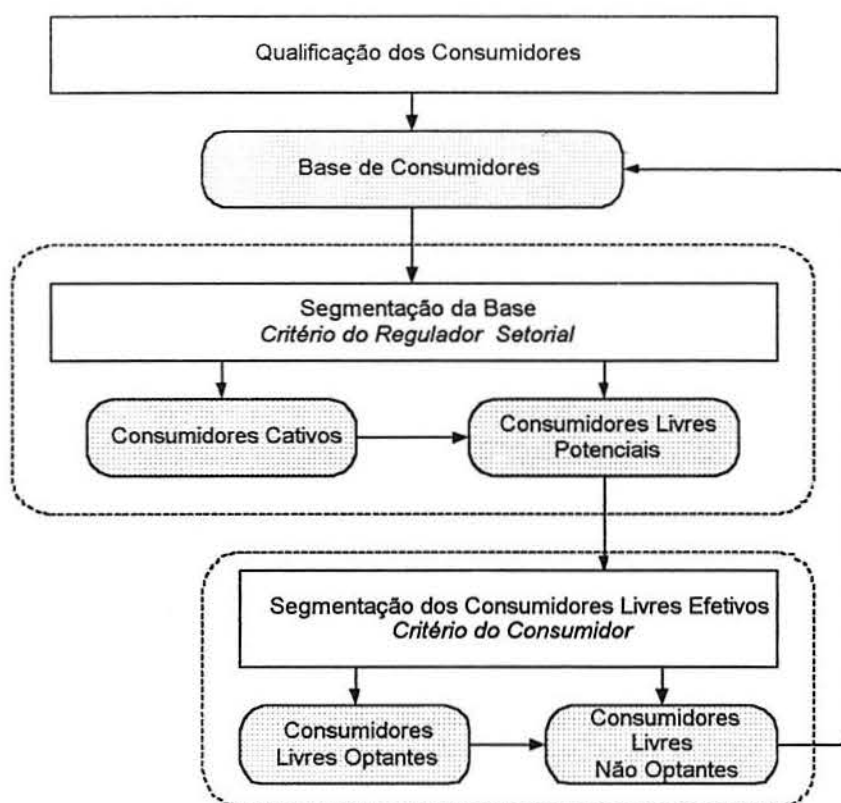 Qualificação dos Consumidores
Base de Consumidores
Segmentação da Base
Critério do Regulador Setorial
Consumidores Cativos
Consumidores Livres
Potenciais
Segmentação dos Consumidores Livres Efetivos
Critério do Consumidor
Consumidores
Livres Optantes
Consumidores
Livres
Não Optantes